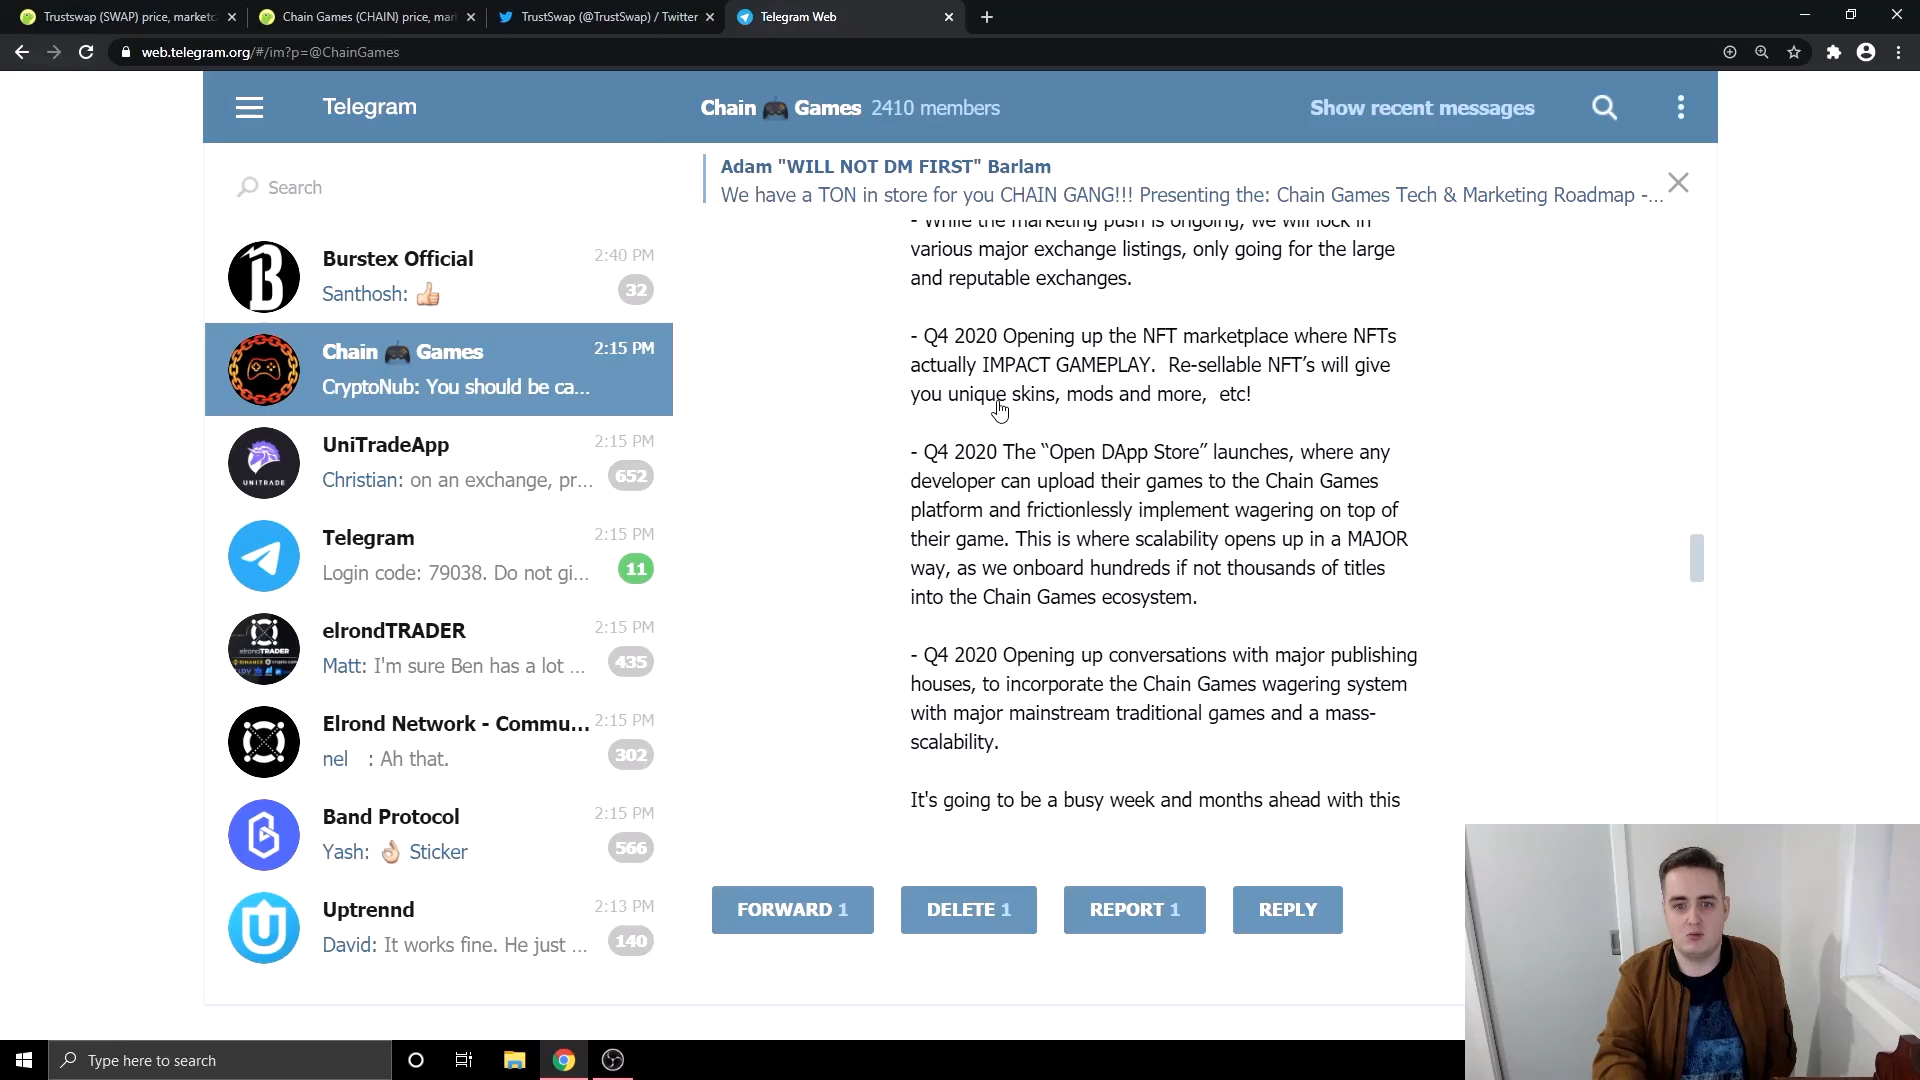 Trustswap (SWAP) price, marketc
Chain Games (CHAIN) price, mar
TrustSwap (@TrustSwap) / Twitter
Telegram Web
web.telegram.org/#/im?p=@ChainGames
Telegram
Chain 🎮 Games 2410 members
Show recent messages
Search
Adam "WILL NOT DM FIRST" Barlam
We have a TON in store for you CHAIN GANG!!! Presenting the: Chain Games Tech & Marketing Roadmap -...
Burstex Official 2:40 PM
Santhosh: 👍 32
Chain 🎮 Games 2:15 PM
CryptoNub: You should be ca...
UniTradeApp 2:15 PM
Christian: on an exchange, pr... 652
UNITRADE
Telegram 2:15 PM
Login code: 79038. Do not gi... 11
elrondTRADER 2:15 PM
Matt: I'm sure Ben has a lot ... 435
elrondTRADER
Elrond Network - Commu... 2:15 PM
nel : Ah that. 302
Band Protocol 2:15 PM
Yash: 👌 Sticker 566
Uptrennd 2:13 PM
David: It works fine. He just ... 140
- While the marketing push is ongoing, we will lock in
various major exchange listings, only going for the large
and reputable exchanges.
- Q4 2020 Opening up the NFT marketplace where NFTs
actually IMPACT GAMEPLAY. Re-sellable NFT’s will give
you unique skins, mods and more, etc!
- Q4 2020 The “Open DApp Store” launches, where any
developer can upload their games to the Chain Games
platform and frictionlessly implement wagering on top of
their game. This is where scalability opens up in a MAJOR
way, as we onboard hundreds if not thousands of titles
into the Chain Games ecosystem.
- Q4 2020 Opening up conversations with major publishing
houses, to incorporate the Chain Games wagering system
with major mainstream traditional games and a mass-
scalability.
It's going to be a busy week and months ahead with this
FORWARD 1
DELETE 1
REPORT 1
REPLY
Type here to search